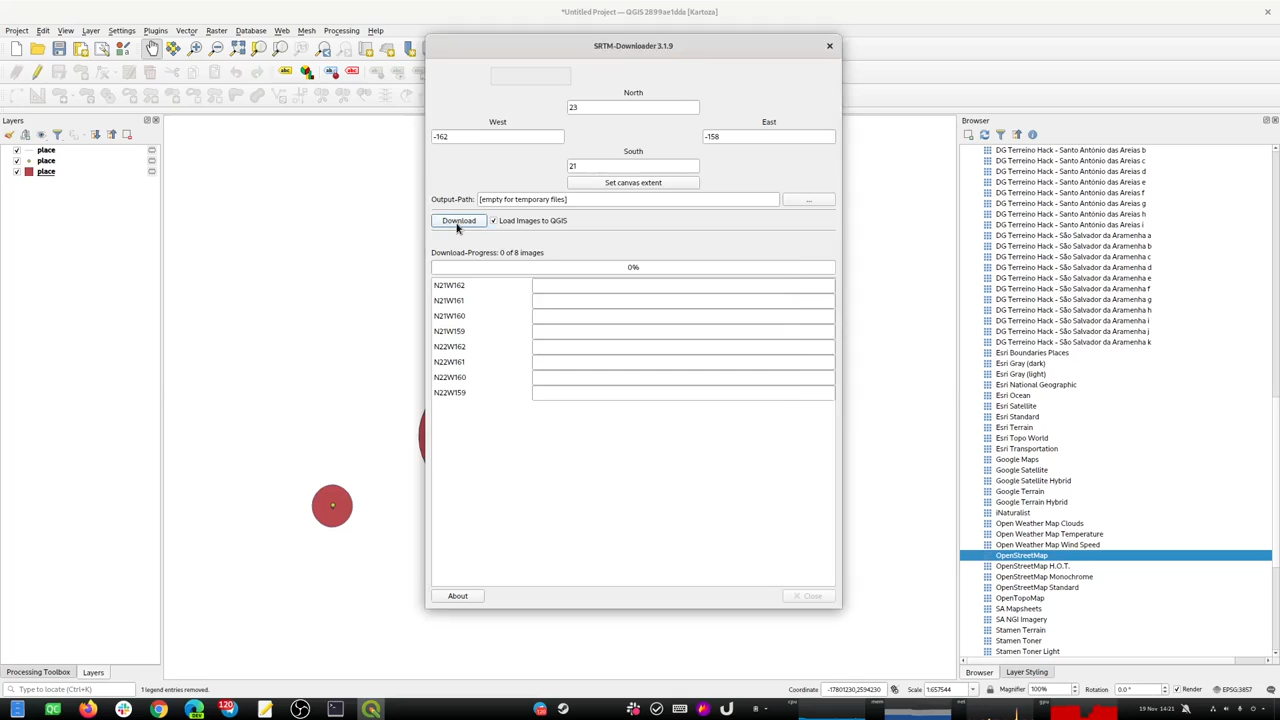 *Untitled Project — QGIS 2899ae1dda [Kartoza]
Project Edit View Layer Settings Plugins Vector Raster Database Web Mesh Processing Help
SRTM-Downloader 3.1.9
North
23
West
East
-162
-158
South
21
Set canvas extent
Output-Path: [empty for temporary files] ...
Download Load Images to QGIS
Download-Progress: 0 of 8 images
0%
N21W162
N21W161
N21W160
N21W159
N22W162
N22W161
N22W160
N22W159
About Close
Layers
place
place
place
Browser
DG Terreino Hack - Santo António das Areias b
DG Terreino Hack - Santo António das Areias c
DG Terreino Hack - Santo António das Areias d
DG Terreino Hack - Santo António das Areias e
DG Terreino Hack - Santo António das Areias f
DG Terreino Hack - Santo António das Areias g
DG Terreino Hack - Santo António das Areias h
DG Terreino Hack - Santo António das Areias i
DG Terreino Hack - São Salvador da Aramenha a
DG Terreino Hack - São Salvador da Aramenha b
DG Terreino Hack - São Salvador da Aramenha c
DG Terreino Hack - São Salvador da Aramenha d
DG Terreino Hack - São Salvador da Aramenha e
DG Terreino Hack - São Salvador da Aramenha f
DG Terreino Hack - São Salvador da Aramenha g
DG Terreino Hack - São Salvador da Aramenha h
DG Terreino Hack - São Salvador da Aramenha i
DG Terreino Hack - São Salvador da Aramenha j
DG Terreino Hack - São Salvador da Aramenha k
Esri Boundaries Places
Esri Gray (dark)
Esri Gray (light)
Esri National Geographic
Esri Ocean
Esri Satellite
Esri Standard
Esri Terrain
Esri Topo World
Esri Transportation
Google Maps
Google Satellite
Google Satellite Hybrid
Google Terrain
Google Terrain Hybrid
iNaturalist
Open Weather Map Clouds
Open Weather Map Temperature
Open Weather Map Wind Speed
OpenStreetMap
OpenStreetMap H.O.T.
OpenStreetMap Monochrome
OpenStreetMap Standard
OpenTopoMap
SA Mapsheets
SA NGI Imagery
Stamen Terrain
Stamen Toner
Stamen Toner Light
Processing Toolbox Layers
Browser Layer Styling
Type to locate (Ctrl+K) 1 legend entries removed. Coordinate -17801230,2594230 Scale 1:657544 Magnifier 100% Rotation 0.0 ° Render EPSG:3857
120
cpu mem net gpu
29 Nov 14:21